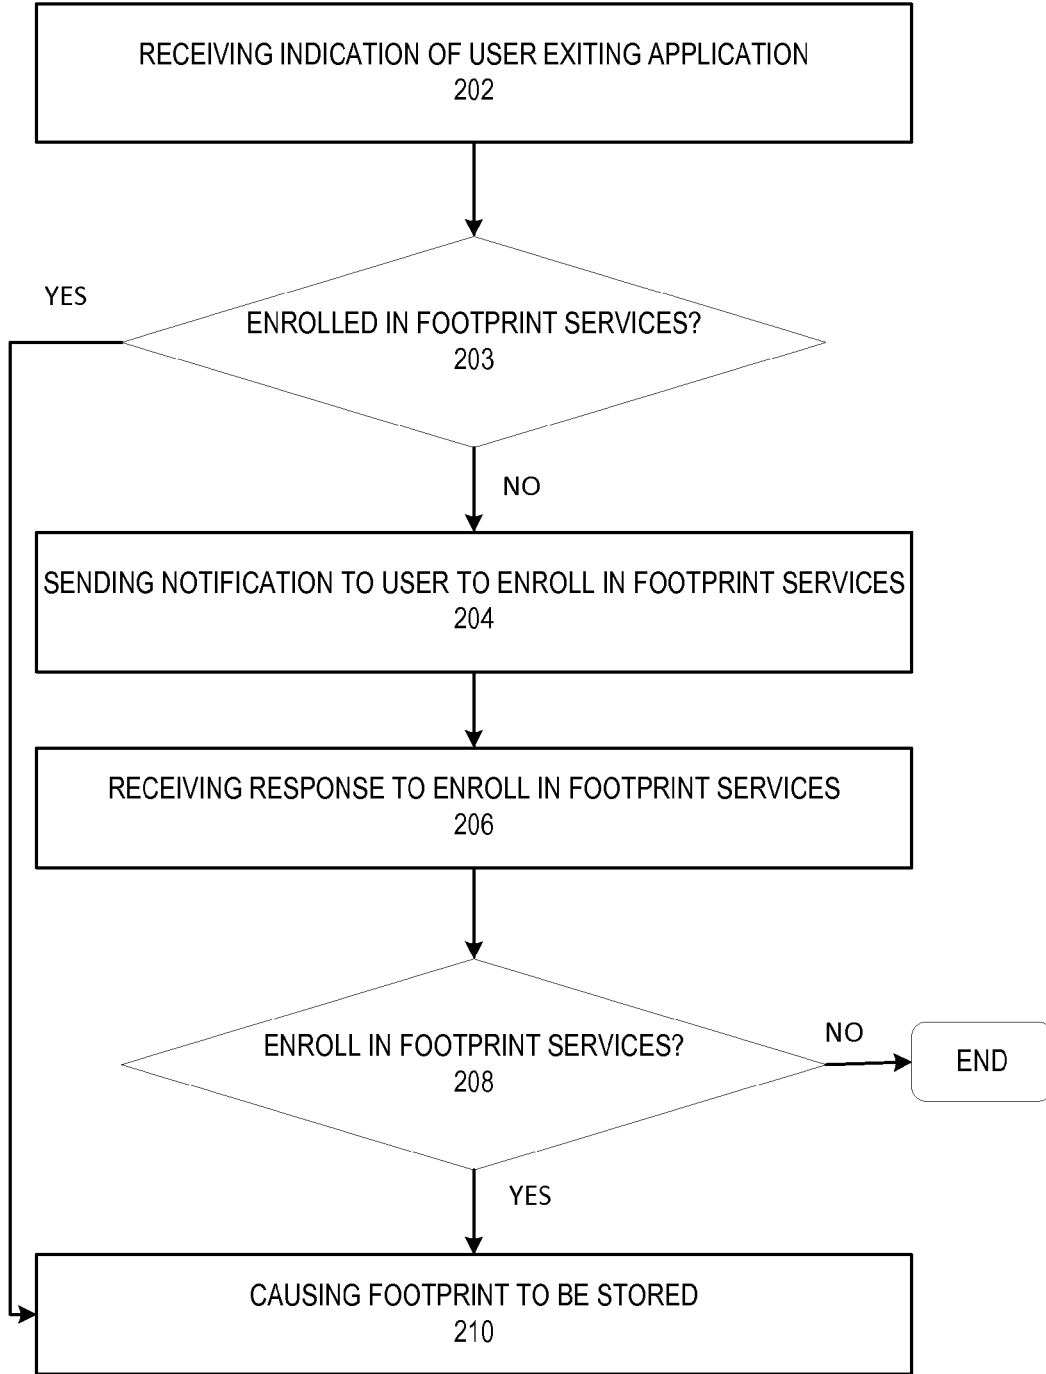 RECEIVING INDICATION OF USER EXITING APPLICATION
202
YES
ENROLLED IN FOOTPRINT SERVICES?
203
NO
SENDING NOTIFICATION TO USER TO ENROLL IN FOOTPRINT SERVICES
204
RECEIVING RESPONSE TO ENROLL IN FOOTPRINT SERVICES
206
ENROLL IN FOOTPRINT SERVICES?
208
NO
END
YES
CAUSING FOOTPRINT TO BE STORED
210